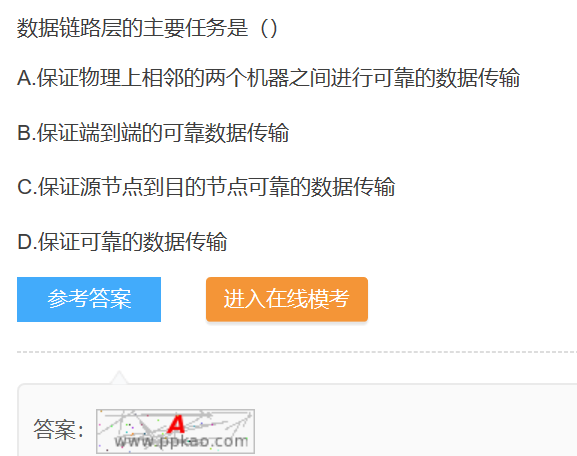 数据链路层的主要任务是（）
A.保证物理上相邻的两个机器之间进行可靠的数据传输
B.保证端到端的可靠数据传输
C.保证源节点到目的节点可靠的数据传输
D.保证可靠的数据传输
参考答案
进入在线模考
答案：A
www.ppkao.com